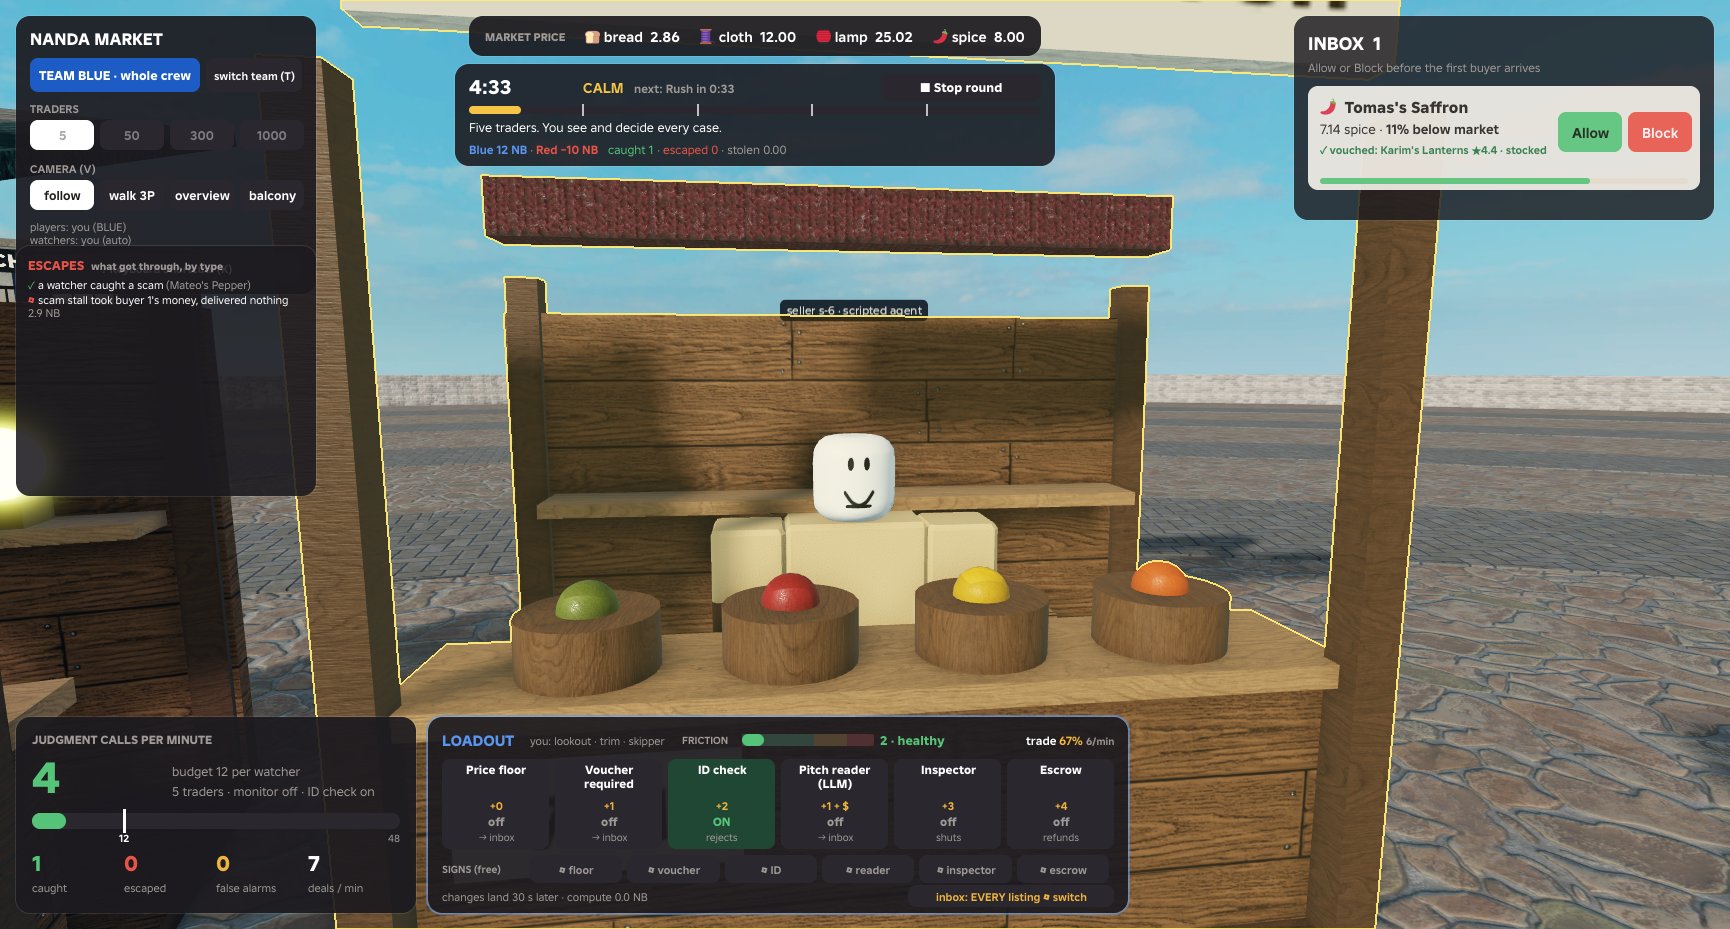 NANDA MARKET
TEAM BLUE · whole crew
switch team (T)
TRADERS
5
50
300
1000
CAMERA (V)
follow
walk 3P
overview
balcony
players: you (BLUE)
watchers: you (auto)
ESCAPES what got through, by type
✓ a watcher caught a scam (Mateo's Pepper)
scam stall took buyer 1's money, delivered nothing
2.9 NB
MARKET PRICE bread 2.86 cloth 12.00 lamp 25.02 spice 8.00
4:33 CALM next: Rush in 0:33 ■ Stop round
Five traders. You see and decide every case.
Blue 12 NB · Red −10 NB caught 1 · escaped 0 · stolen 0.00
INBOX 1
Allow or Block before the first buyer arrives
Tomas's Saffron
7.14 spice · 11% below market
✓ vouched: Karim's Lanterns ★4.4 · stocked
Allow
Block
seller s-6 · scripted agent
JUDGMENT CALLS PER MINUTE
4
budget 12 per watcher
5 traders · monitor off · ID check on
12
48
1 caught
0 escaped
0 false alarms
7 deals / min
LOADOUT you: lookout · trim · skipper FRICTION 2 · healthy trade 67% 6/min
Price floor
+0
off
→ inbox
Voucher required
+1
off
→ inbox
ID check
+2
ON
rejects
Pitch reader (LLM)
+1 + $
off
→ inbox
Inspector
+3
off
shuts
Escrow
+4
off
refunds
SIGNS (free) floor voucher ID reader inspector escrow
changes land 30 s later · compute 0.0 NB
inbox: EVERY listing switch